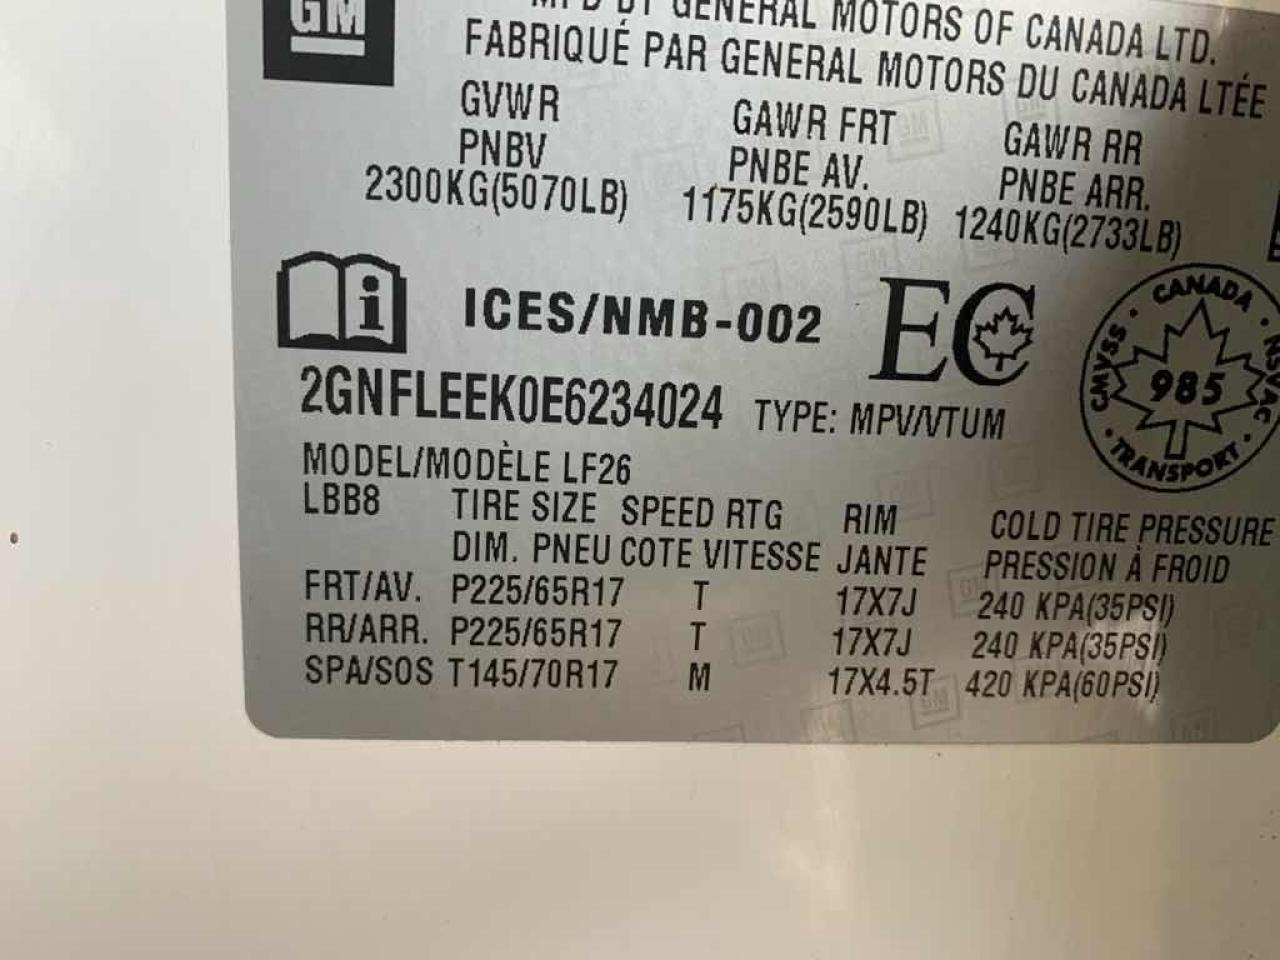 GM
MFD BY GENERAL MOTORS OF CANADA LTD.
FABRIQUÉ PAR GENERAL MOTORS DU CANADA LTÉE
GVWR GAWR FRT GAWR RR
PNBV PNBE AV. PNBE ARR.
2300KG(5070LB) 1175KG(2590LB) 1240KG(2733LB)
i ICES/NMB-002 EC
CANADA · NSVAC · TRANSPORT · CMVSS ·
985
2GNFLEEK0E6234024 TYPE: MPV/VTUM
MODEL/MODÈLE LF26
LBB8 TIRE SIZE SPEED RTG RIM COLD TIRE PRESSURE
DIM. PNEU COTE VITESSE JANTE PRESSION À FROID
FRT/AV. P225/65R17 T 17X7J 240 KPA(35PSI)
RR/ARR. P225/65R17 T 17X7J 240 KPA(35PSI)
SPA/SOS T145/70R17 M 17X4.5T 420 KPA(60PSI)